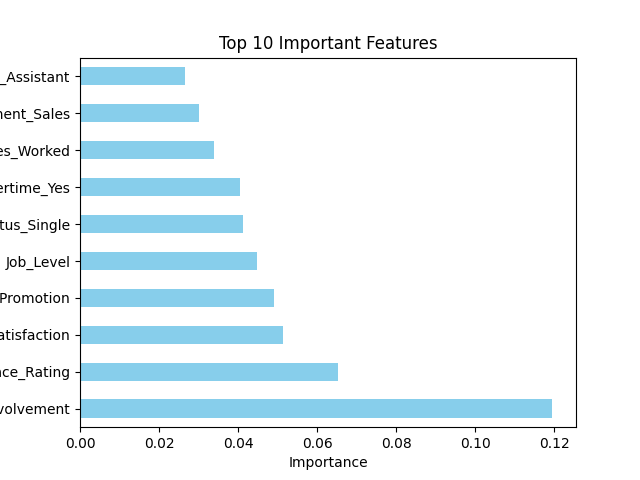 Top 10 Important Features
_Assistant
ment_Sales
es_Worked
ertime_Yes
tus_Single
Job_Level
Promotion
atisfaction
nce_Rating
volvement
0.00 0.02 0.04 0.06 0.08 0.10 0.12
Importance